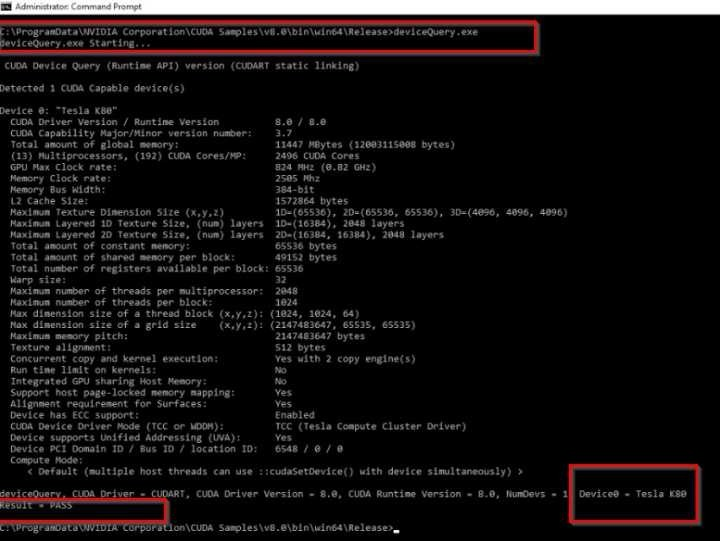 Administrator: Command Prompt
C:\ProgramData\NVIDIA Corporation\CUDA Samples\v8.0\bin\win64\Release>deviceQuery.exe
deviceQuery.exe Starting...
CUDA Device Query (Runtime API) version (CUDART static linking)
Detected 1 CUDA Capable device(s)
Device 0: "Tesla K80"
CUDA Driver Version / Runtime Version 8.0 / 8.0
CUDA Capability Major/Minor version number: 3.7
Total amount of global memory: 11447 MBytes (12003115008 bytes)
(13) Multiprocessors, (192) CUDA Cores/MP: 2496 CUDA Cores
GPU Max Clock rate: 824 MHz (0.82 GHz)
Memory Clock rate: 2505 Mhz
Memory Bus Width: 384-bit
L2 Cache Size: 1572864 bytes
Maximum Texture Dimension Size (x,y,z) 1D=(65536), 2D=(65536, 65536), 3D=(4096, 4096, 4096)
Maximum Layered 1D Texture Size, (num) layers 1D=(16384), 2048 layers
Maximum Layered 2D Texture Size, (num) layers 2D=(16384, 16384), 2048 layers
Total amount of constant memory: 65536 bytes
Total amount of shared memory per block: 49152 bytes
Total number of registers available per block: 65536
Warp size: 32
Maximum number of threads per multiprocessor: 2048
Maximum number of threads per block: 1024
Max dimension size of a thread block (x,y,z): (1024, 1024, 64)
Max dimension size of a grid size (x,y,z): (2147483647, 65535, 65535)
Maximum memory pitch: 2147483647 bytes
Texture alignment: 512 bytes
Concurrent copy and kernel execution: Yes with 2 copy engine(s)
Run time limit on kernels: No
Integrated GPU sharing Host Memory: No
Support host page-locked memory mapping: Yes
Alignment requirement for Surfaces: Yes
Device has ECC support: Enabled
CUDA Device Driver Mode (TCC or WDDM): TCC (Tesla Compute Cluster Driver)
Device supports Unified Addressing (UVA): Yes
Device PCI Domain ID / Bus ID / location ID: 6548 / 0 / 0
Compute Mode:
< Default (multiple host threads can use ::cudaSetDevice() with device simultaneously) >
deviceQuery, CUDA Driver = CUDART, CUDA Driver Version = 8.0, CUDA Runtime Version = 8.0, NumDevs = 1, Device0 = Tesla K80
Result = PASS
C:\ProgramData\NVIDIA Corporation\CUDA Samples\v8.0\bin\win64\Release>